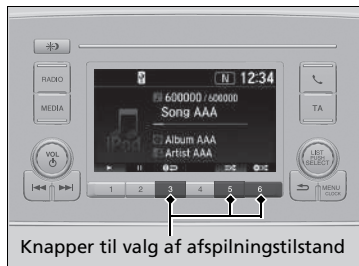 RADIO
MEDIA
VOL
N 12:34
600000/600000
Song AAA
iPod
Album AAA
Artist AAA
TA
LIST
PUSH
SELECT
MENU
CLOCK
1 2 3 4 5 6
Knapper til valg af afspilningstilstand